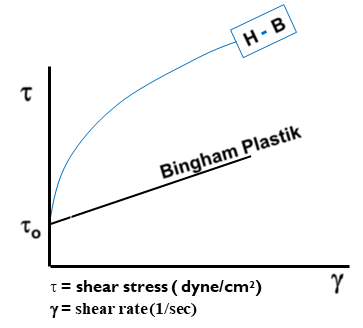 H - B
τ
Bingham Plastik
τo
γ
τ = shear stress ( dyne/cm²)
γ = shear rate (1/sec)